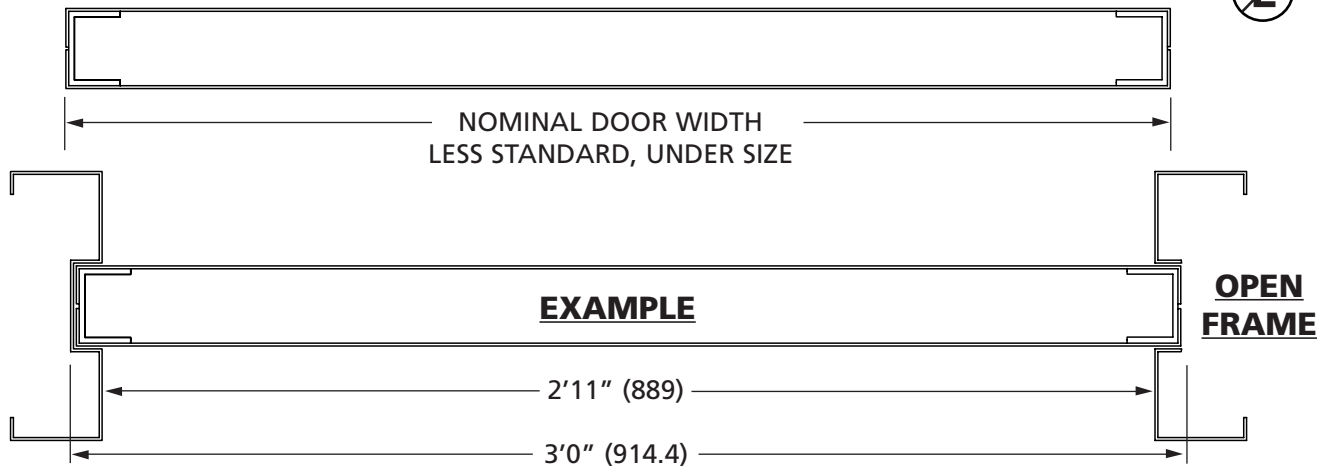 NOMINAL DOOR WIDTH
LESS STANDARD, UNDER SIZE
EXAMPLE
OPEN
FRAME
2'11" (889)
3'0" (914.4)